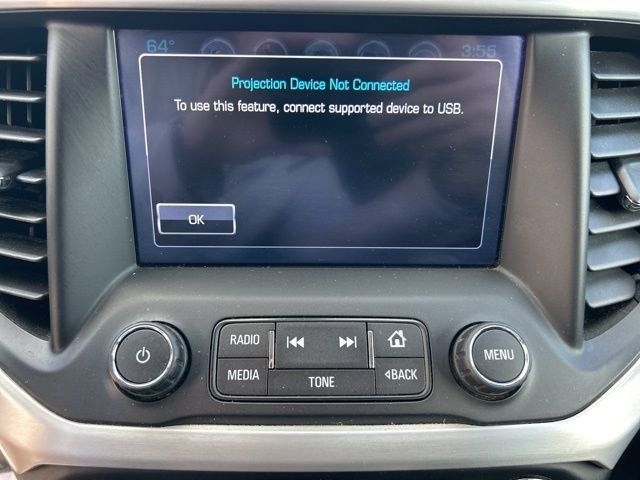 64° 3:56
Projection Device Not Connected
To use this feature, connect supported device to USB.
OK
RADIO
MEDIA TONE ◁BACK
MENU